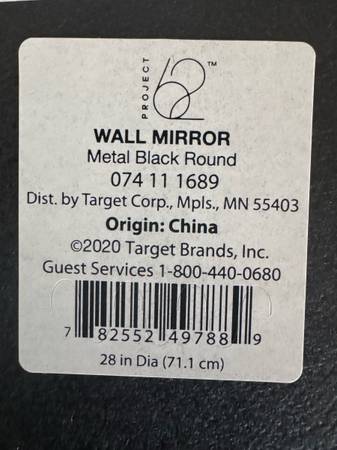 PROJECT
62™
WALL MIRROR
Metal Black Round
074 11 1689
Dist. by Target Corp., Mpls., MN 55403
Origin: China
©2020 Target Brands, Inc.
Guest Services 1-800-440-0680
7 82552 49788 9
28 in Dia (71.1 cm)